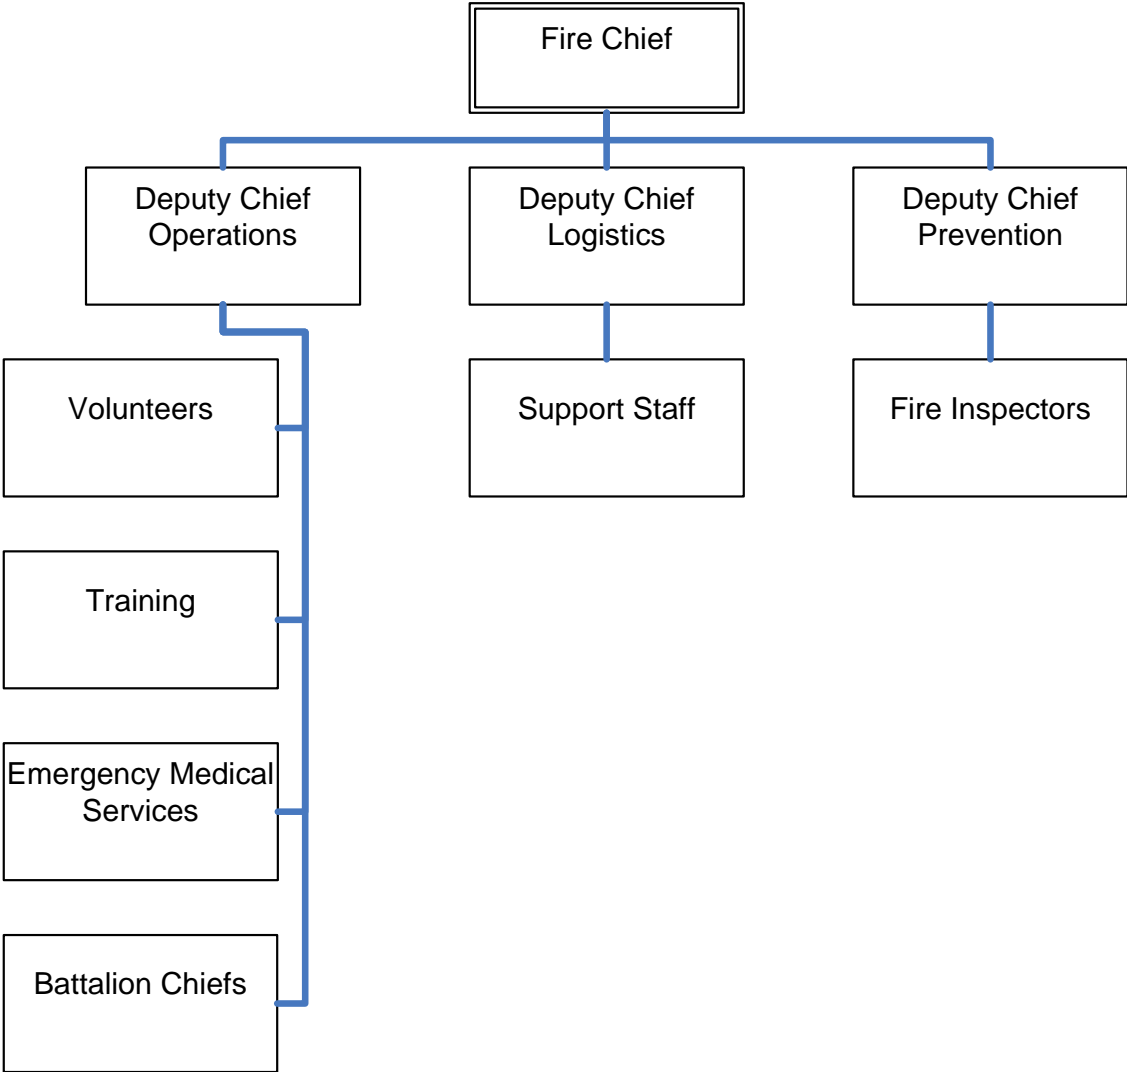 Fire Chief
Deputy Chief
Operations
Deputy Chief
Logistics
Deputy Chief
Prevention
Volunteers
Support Staff
Fire Inspectors
Training
Emergency Medical
Services
Battalion Chiefs